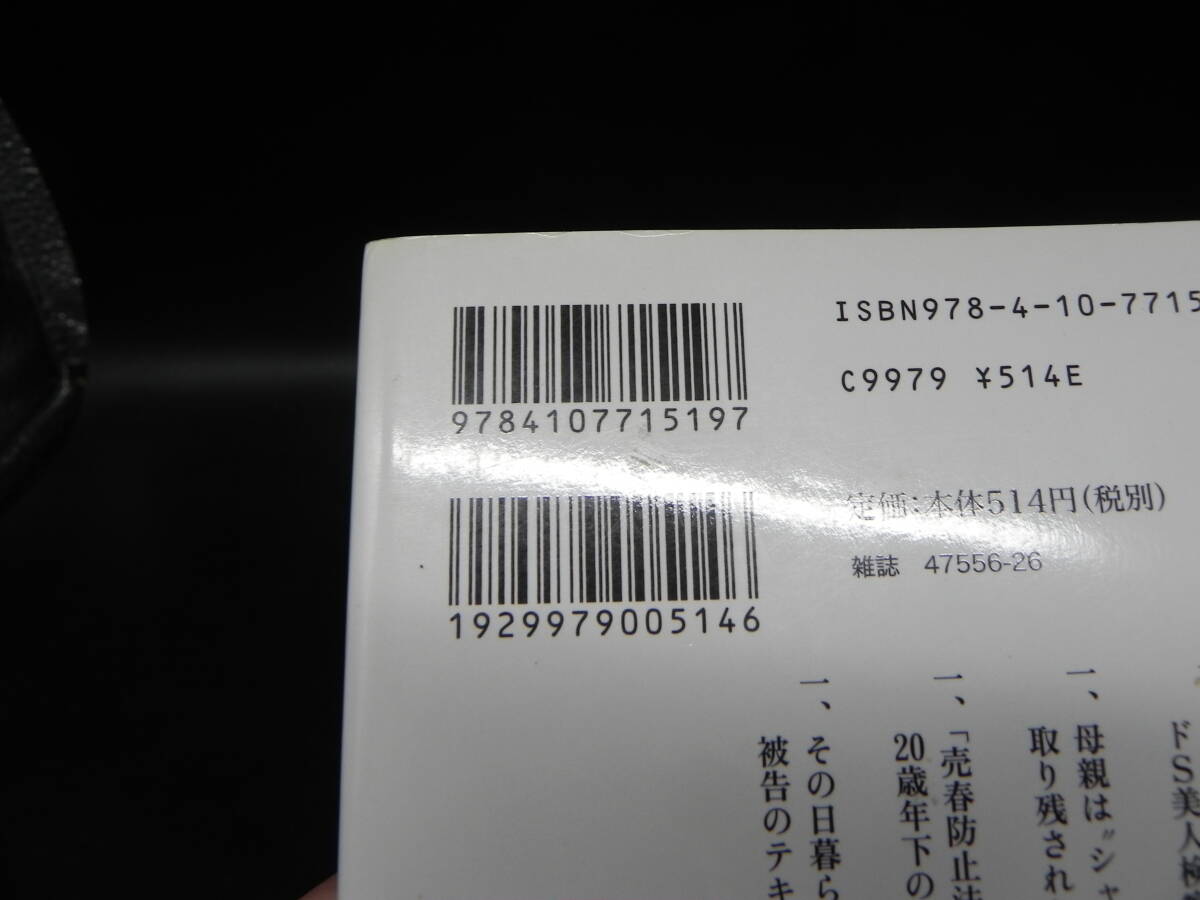 ISBN978-4-10-7715
9784107715197
C9979 ¥514E
定価：本体514円（税別）
雑誌 47556-26
1929979005146
ドS美人検
一、母親は〝シャ
取り残され
一、「売春防止法
20歳年下の
一、その日暮ら
被告のテキ